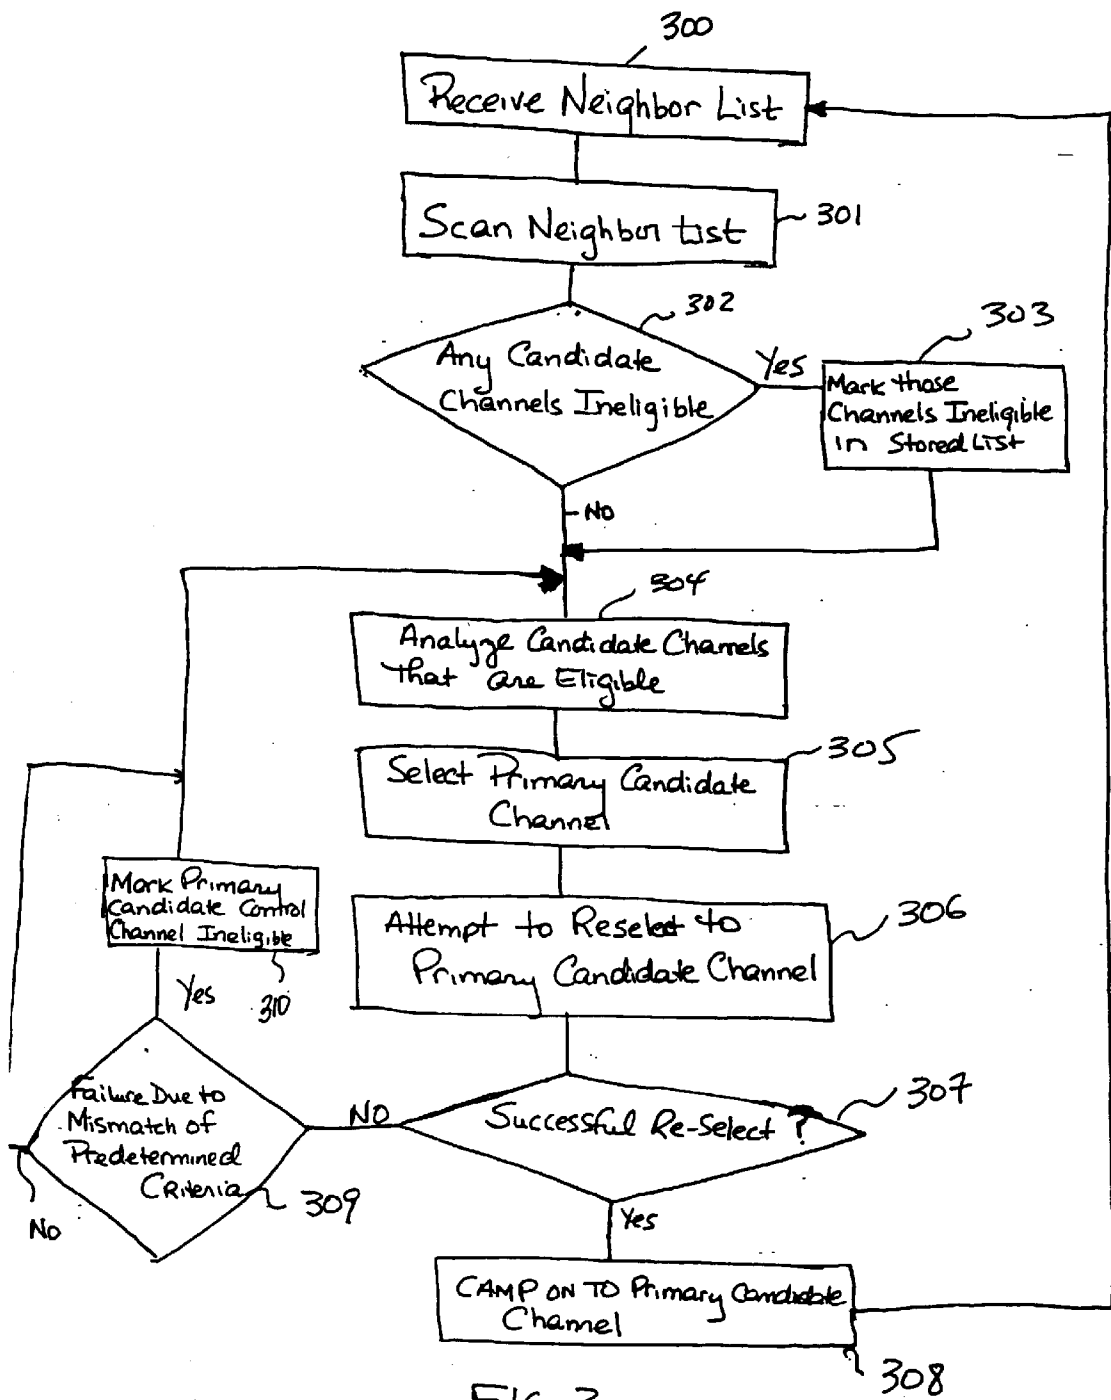 300
Receive Neighbor List
Scan Neighbor List
301
302
303
Any Candidate
Channels Ineligible
Yes
Mark those
Channels Ineligible
in Stored List
No
304
Analyze Candidate Channels
that are Eligible
305
Select Primary Candidate
Channel
Mark Primary
Candidate Control
Channel Ineligible
310
Yes
306
Attempt to Reselect to
Primary Candidate Channel
307
Successful Re-Select ?
NO
Failure Due to
Mismatch of
Predetermined
Criteria
309
No
Yes
CAMP ON TO Primary Candidate
Channel
308